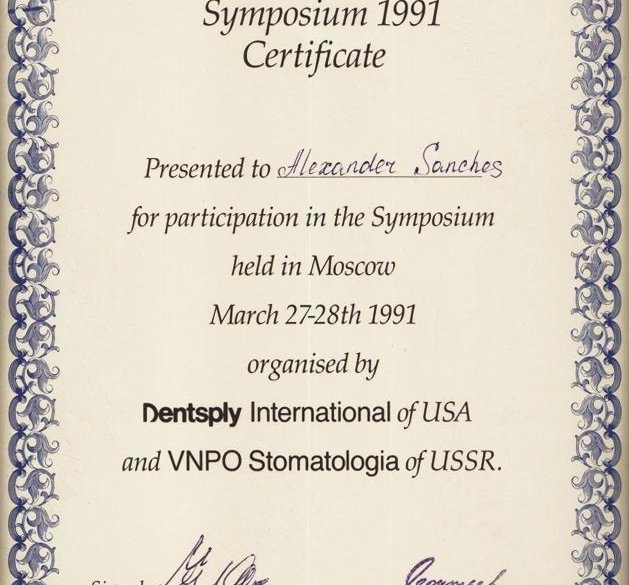 Symposium 1991
Certificate
Presented to Alexander Sanches
for participation in the Symposium
held in Moscow
March 27-28th 1991
organised by
Dentsply International of USA
and VNPO Stomatologia of USSR.